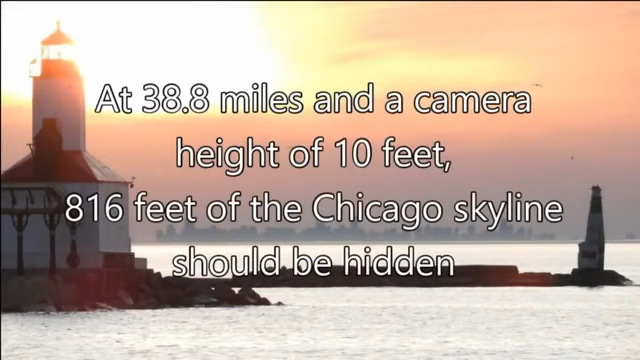 At 38.8 miles and a camera
height of 10 feet,
816 feet of the Chicago skyline
should be hidden